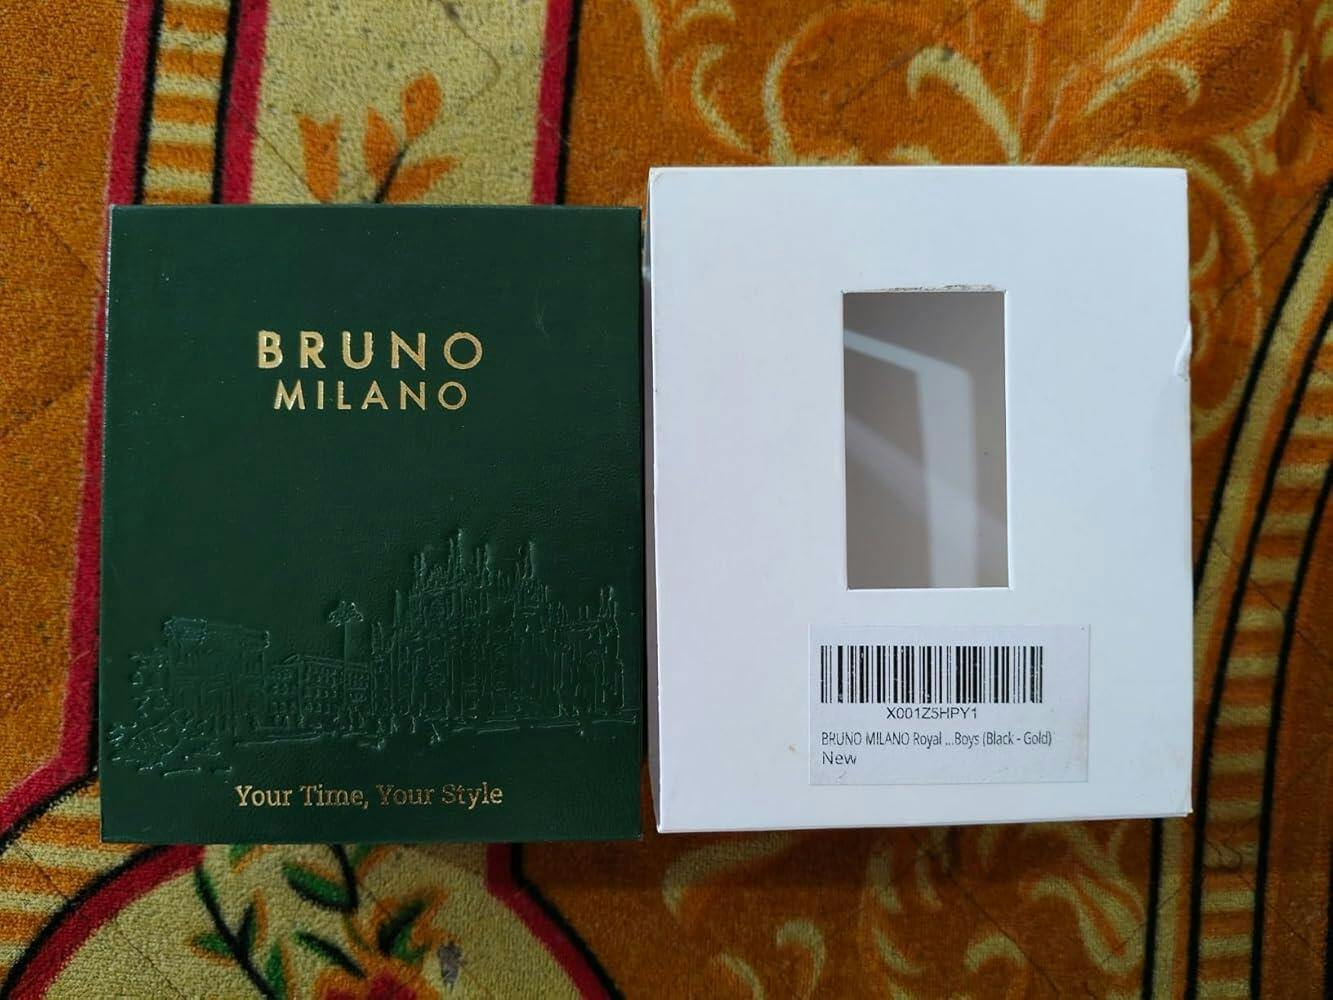 BRUNO
MILANO
Your Time, Your Style
X001Z5HPY1
BRUNO MILANO Royal ...Boys (Black - Gold)
New